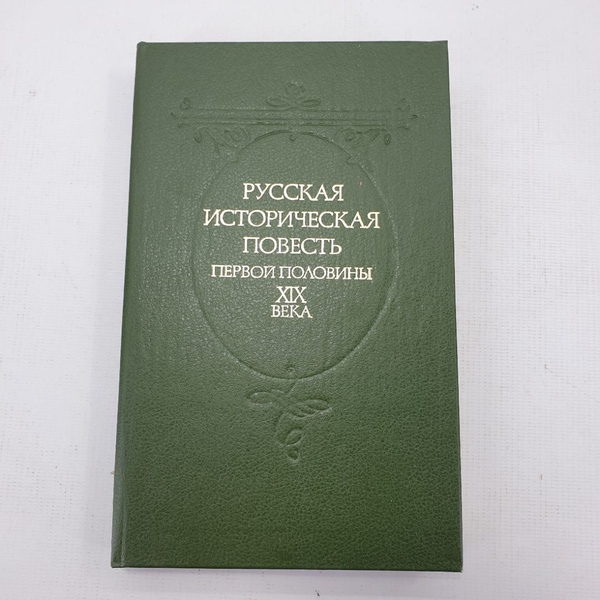 РУССКАЯ
ИСТОРИЧЕСКАЯ
ПОВЕСТЬ
ПЕРВОЙ ПОЛОВИНЫ
XIX
ВЕКА